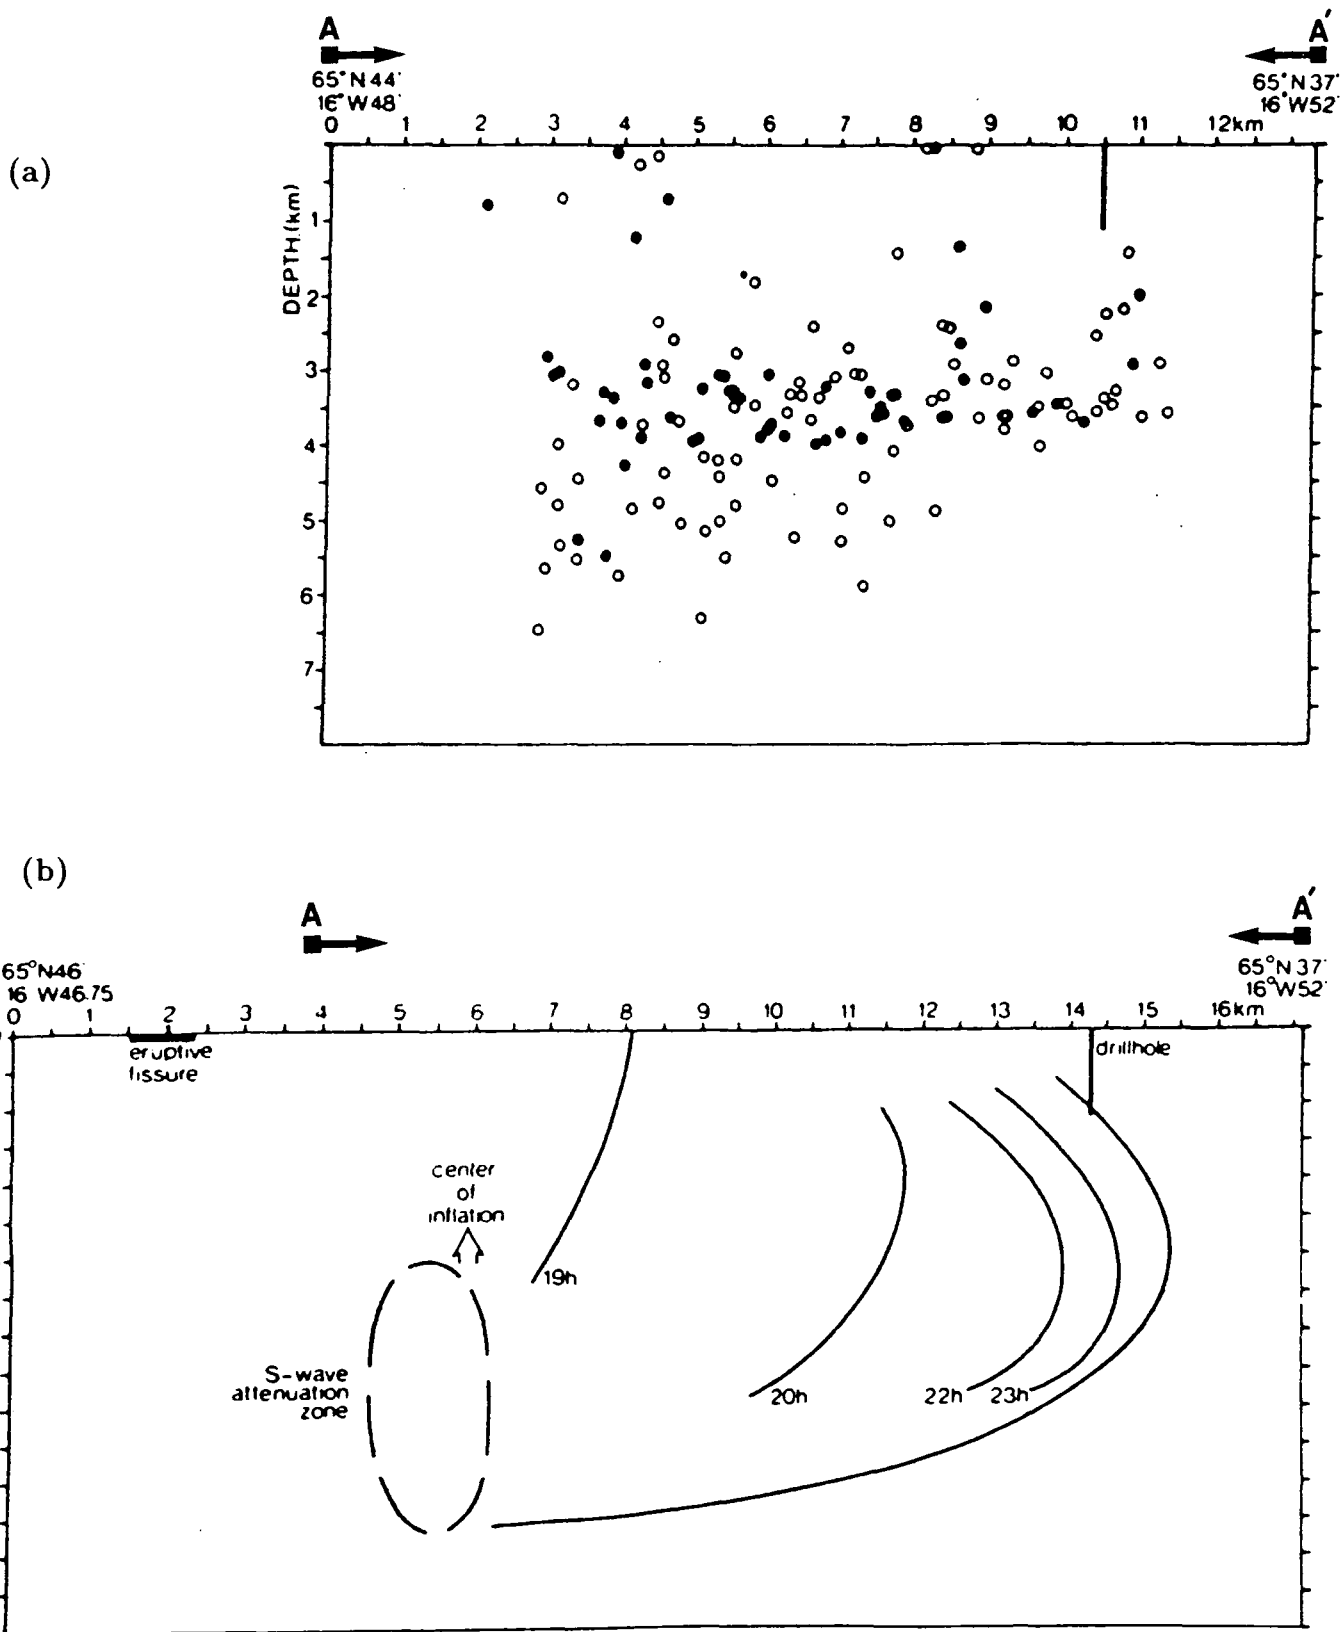 A A′
65°N 44′ 65°N 37′
16°W 48′ 16°W 52′
0 1 2 3 4 5 6 7 8 9 10 11 12km
(a)
DEPTH (km)
1
2
3
4
5
6
7
(b)
A A′
65°N46′ 65°N 37′
16 W46.75 16°W 52′
0 1 2 3 4 5 6 7 8 9 10 11 12 13 14 15 16km
eruptive
fissure
drillhole
center
of
inflation
19h
S-wave
attenuation
zone
20h 22h 23h